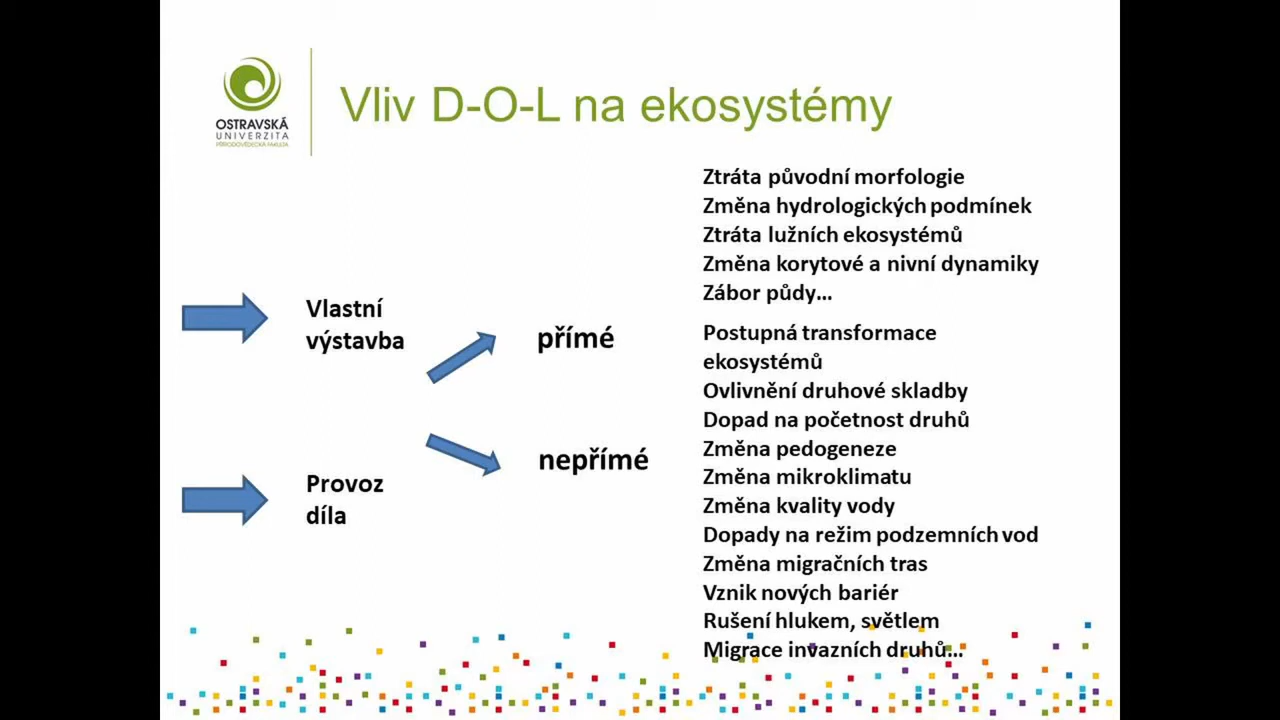 OSTRAVSKÁ
UNIVERZITA
PŘÍRODOVĚDECKÁ FAKULTA
Vliv D-O-L na ekosystémy
Vlastní
výstavba
Provoz
díla
přímé
nepřímé
Ztráta původní morfologie
Změna hydrologických podmínek
Ztráta lužních ekosystémů
Změna korytové a nivní dynamiky
Zábor půdy...
Postupná transformace
ekosystémů
Ovlivnění druhové skladby
Dopad na početnost druhů
Změna pedogeneze
Změna mikroklimatu
Změna kvality vody
Dopady na režim podzemních vod
Změna migračních tras
Vznik nových bariér
Rušení hlukem, světlem
Migrace invazních druhů...